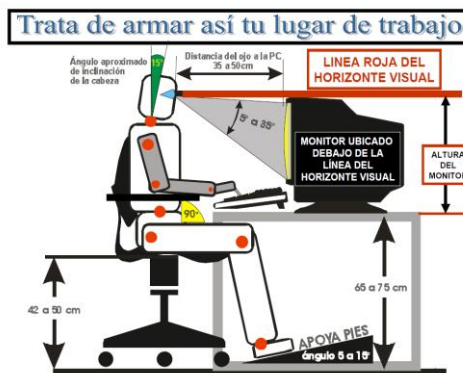 Trata de armar así tu lugar de trabajo
Ángulo aproximado
de inclinación
de la cabeza
15°
Distancia del ojo a la PC
35 a 50cm
LINEA ROJA DEL
HORIZONTE VISUAL
5° a 35°
MONITOR UBICADO
DEBAJO DE LA
LÍNEA DEL
HORIZONTE VISUAL
ALTURA
DEL
MONITOR
90°
42 a 50 cm
65 a 75 cm
APOYA PIES
ángulo 5 a 15°